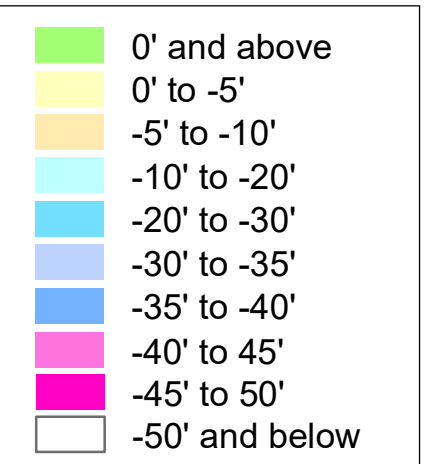 0' and above
0' to -5'
-5' to -10'
-10' to -20'
-20' to -30'
-30' to -35'
-35' to -40'
-40' to 45'
-45' to 50'
-50' and below